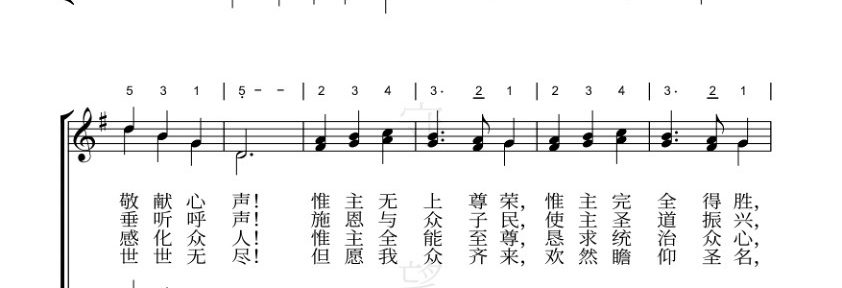 5 3 1 | 5̣ - - | 2 3 4 | 3· 2 1 | 2 3 4 | 3· 2 1 |
敬献心声！惟主无上尊荣，惟主完全得胜，
垂听呼声！施恩与众子民，使主圣道振兴，
感化众人！惟主全能至尊，恳求统治众心，
世世无尽！但愿我众齐来，欢然瞻仰圣名，